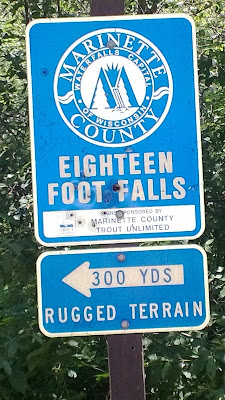 MARINETTE
WATERFALLS CAPITAL
OF WISCONSIN
COUNTY
EIGHTEEN
FOOT FALLS
SIGNS SPONSORED BY
MARINETTE COUNTY
TROUT UNLIMITED
300 YDS
RUGGED TERRAIN